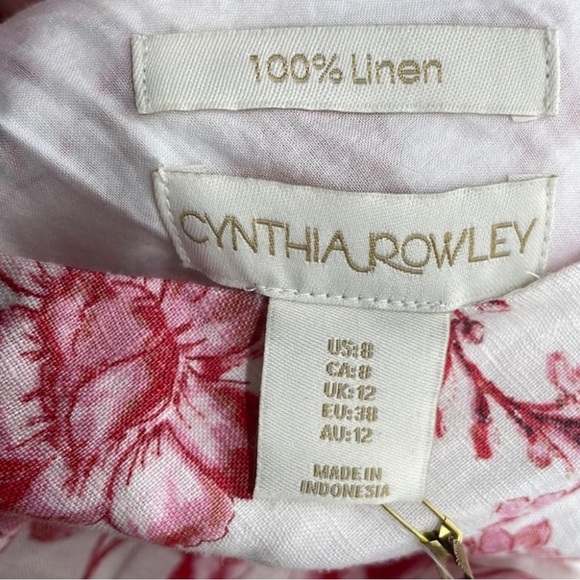 100% Linen
CYNTHIA ROWLEY
US:8
CA:8
UK:12
EU:38
AU:12
MADE IN
INDONESIA